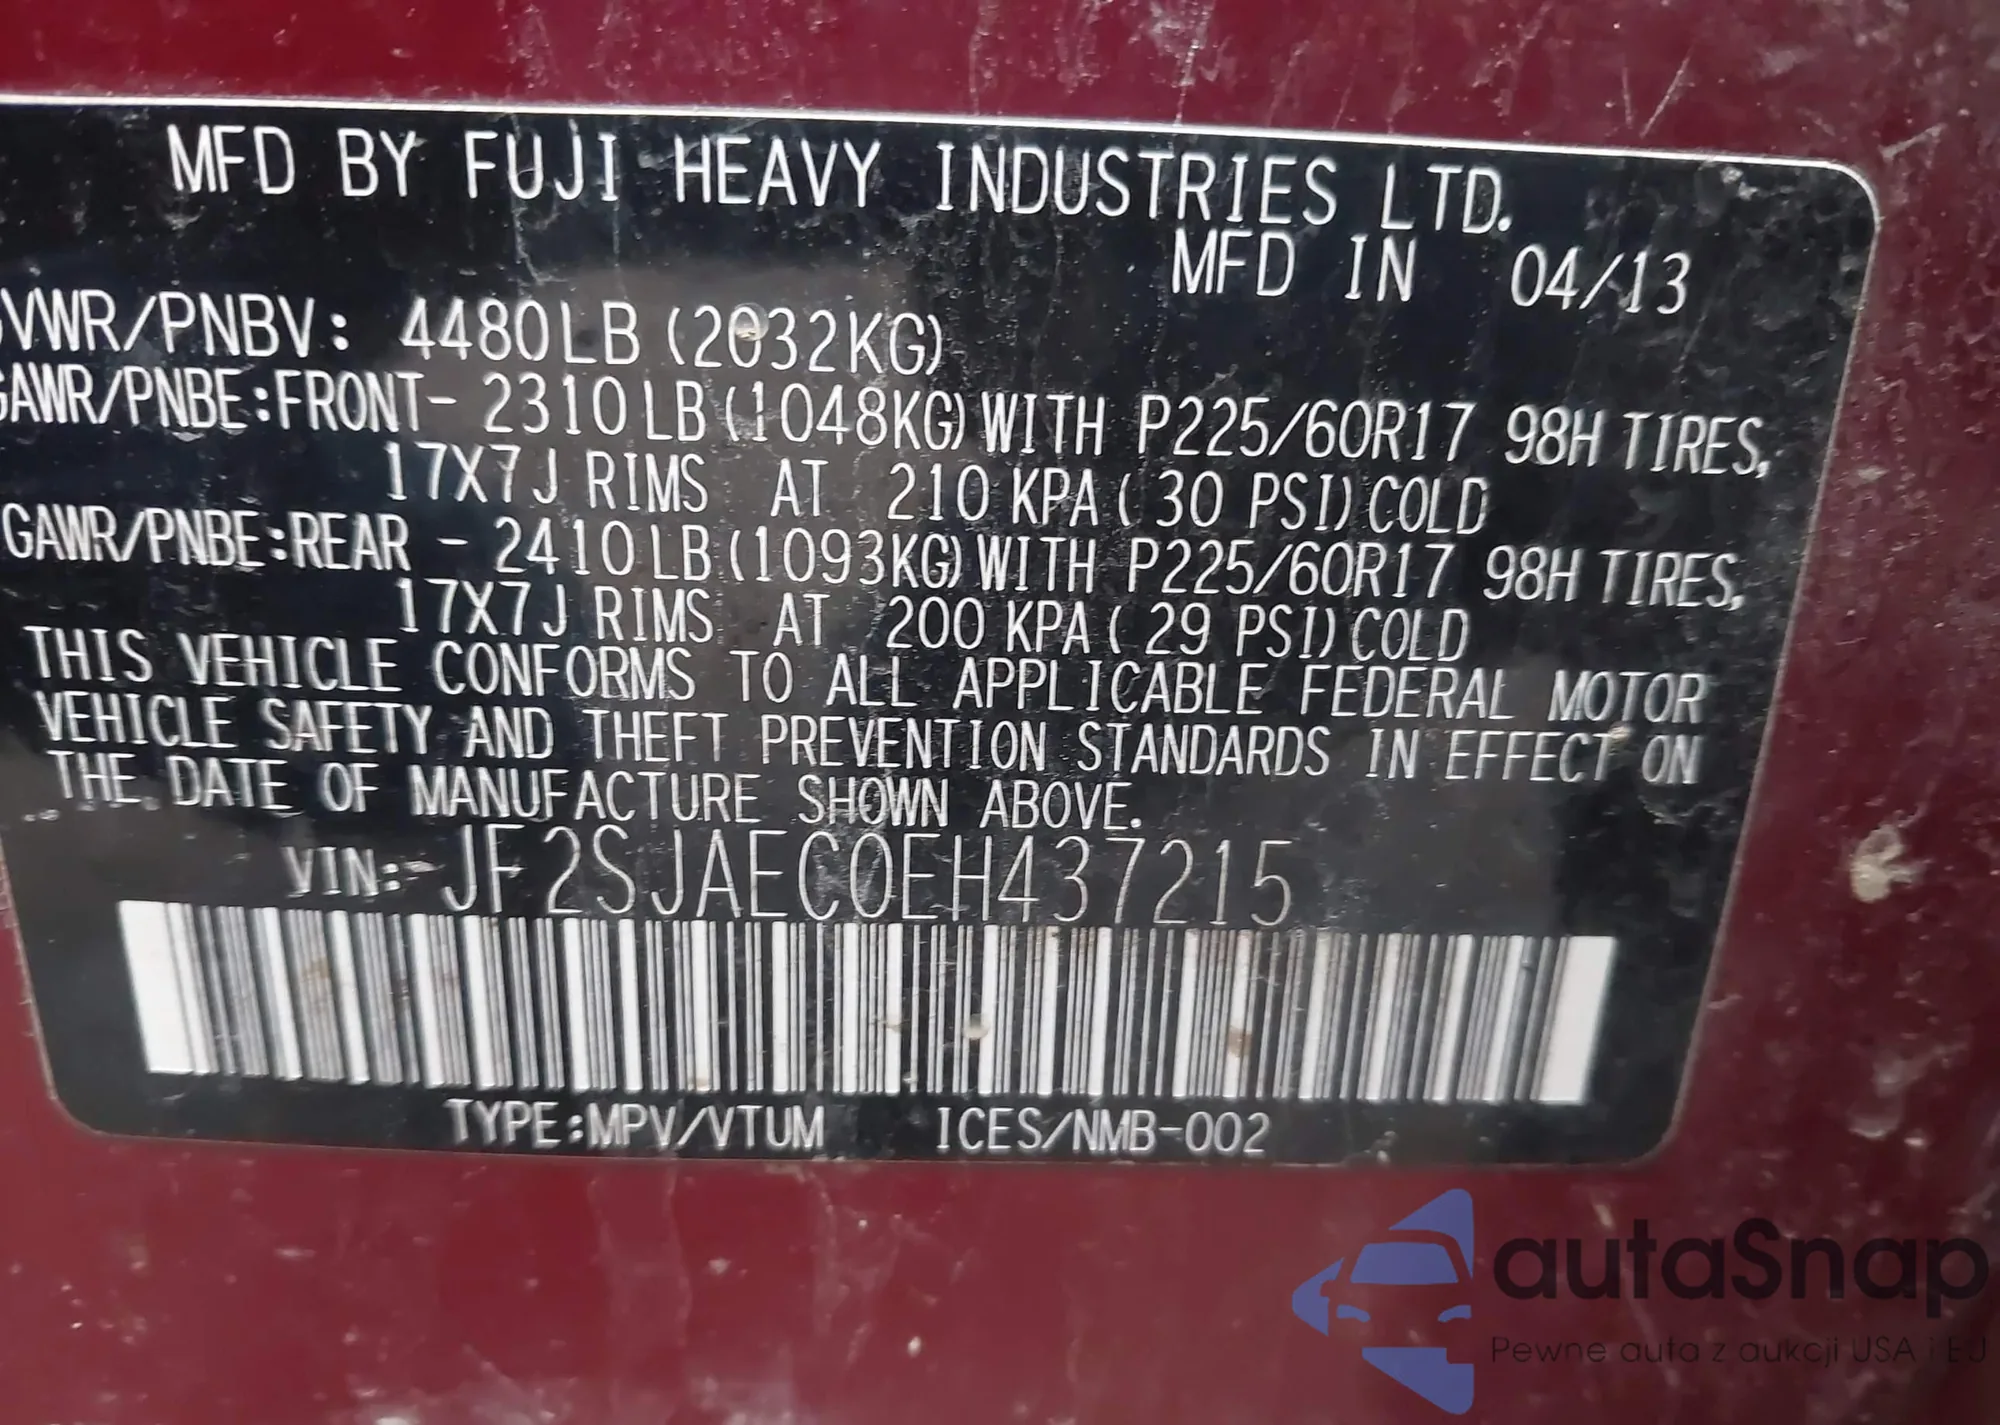 MFD BY FUJI HEAVY INDUSTRIES LTD.
MFD IN 04/13
GVWR/PNBV: 4480LB (2032KG)
GAWR/PNBE:FRONT- 2310LB (1048KG) WITH P225/60R17 98H TIRES,
17X7J RIMS AT 210 KPA ( 30 PSI) COLD
GAWR/PNBE:REAR - 2410LB (1093KG) WITH P225/60R17 98H TIRES,
17X7J RIMS AT 200 KPA ( 29 PSI) COLD
THIS VEHICLE CONFORMS TO ALL APPLICABLE FEDERAL MOTOR
VEHICLE SAFETY AND THEFT PREVENTION STANDARDS IN EFFECT ON
THE DATE OF MANUFACTURE SHOWN ABOVE.
VIN: JF2SJAEC0EH437215
TYPE:MPV/VTUM ICES/NMB-002
autaSnap
Pewne auta z aukcji USA i EU